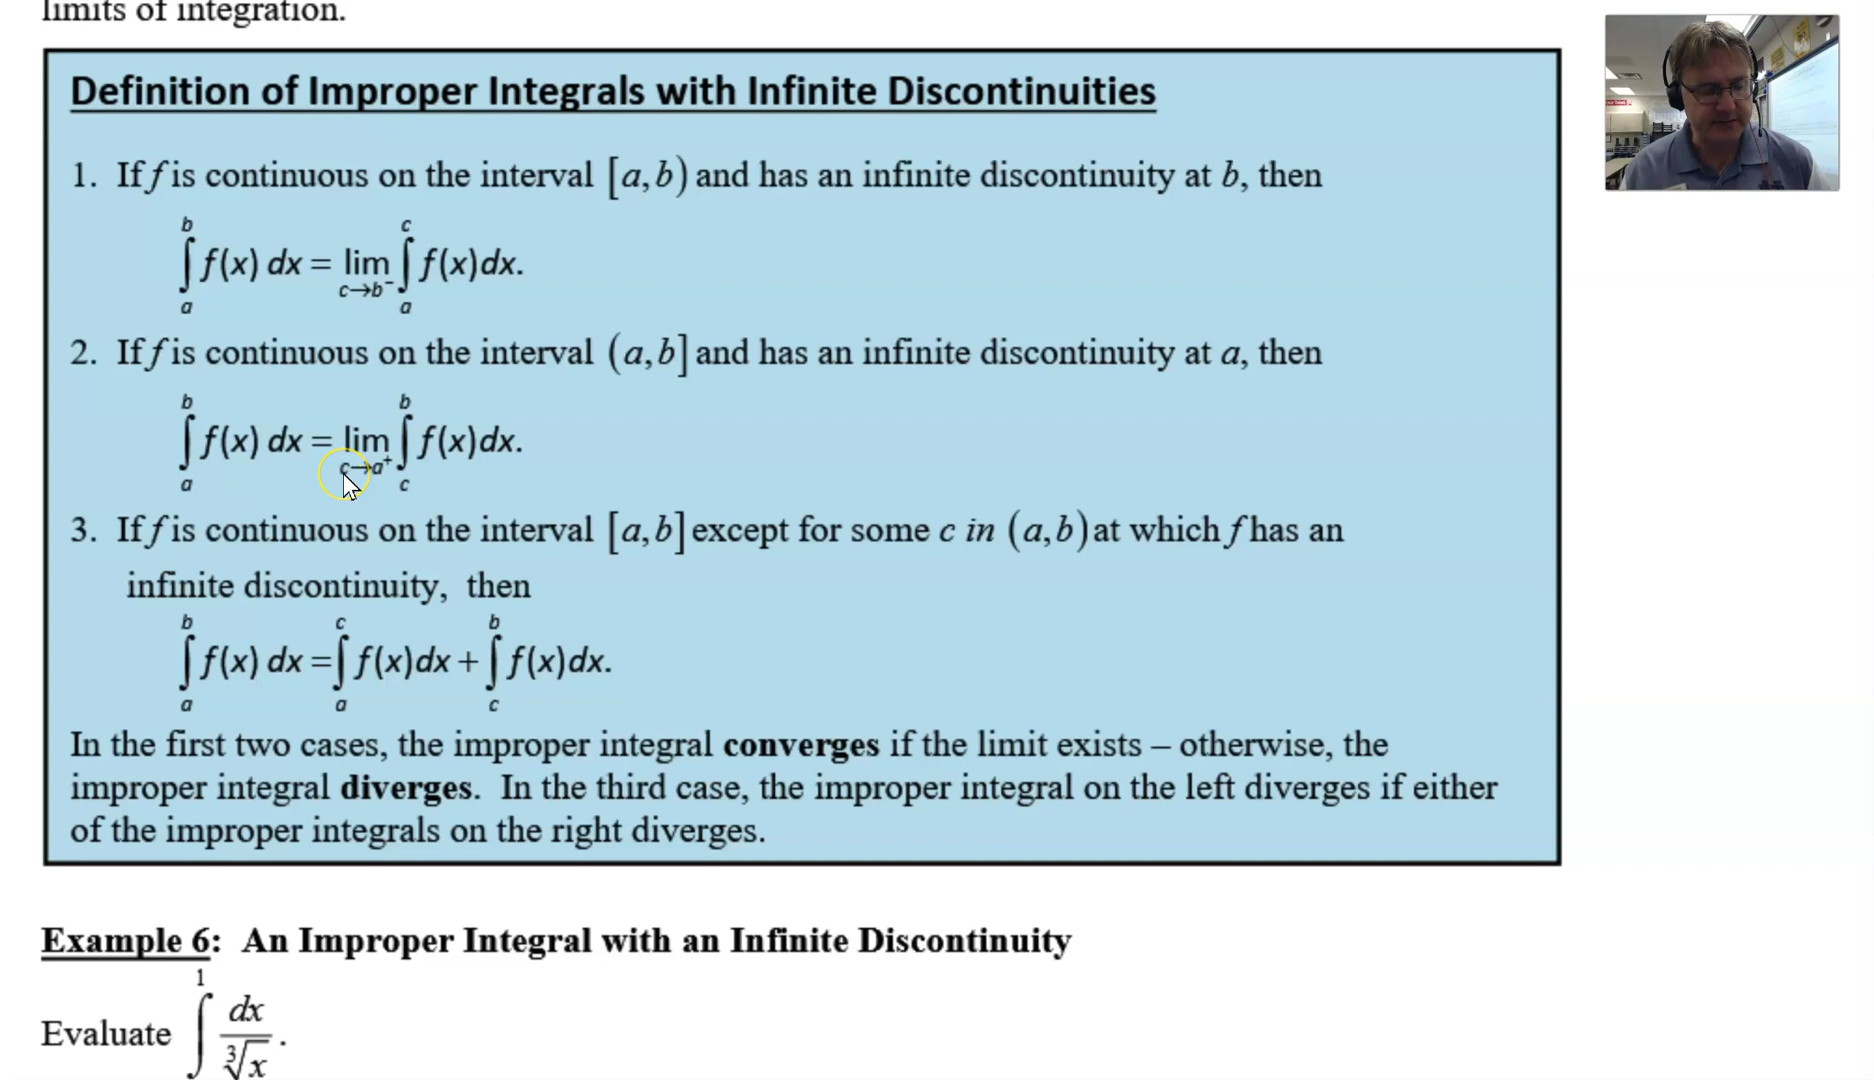 limits of integration.
Definition of Improper Integrals with Infinite Discontinuities
1. If f is continuous on the interval [a, b) and has an infinite discontinuity at b, then
∫_a^b f(x) dx = lim_{c→b⁻} ∫_a^c f(x)dx.
2. If f is continuous on the interval (a, b] and has an infinite discontinuity at a, then
∫_a^b f(x) dx = lim_{c→a⁺} ∫_c^b f(x)dx.
3. If f is continuous on the interval [a, b] except for some c in (a, b) at which f has an
infinite discontinuity, then
∫_a^b f(x) dx = ∫_a^c f(x)dx + ∫_c^b f(x)dx.
In the first two cases, the improper integral converges if the limit exists – otherwise, the
improper integral diverges. In the third case, the improper integral on the left diverges if either
of the improper integrals on the right diverges.
Example 6: An Improper Integral with an Infinite Discontinuity
Evaluate ∫^1 dx/∛x.